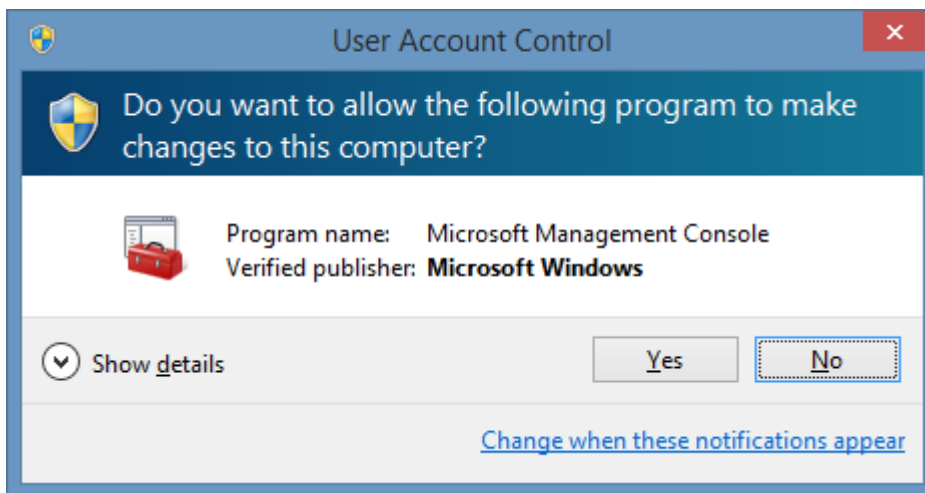 User Account Control
Do you want to allow the following program to make
changes to this computer?
Program name: Microsoft Management Console
Verified publisher: Microsoft Windows
Show details
Yes
No
Change when these notifications appear